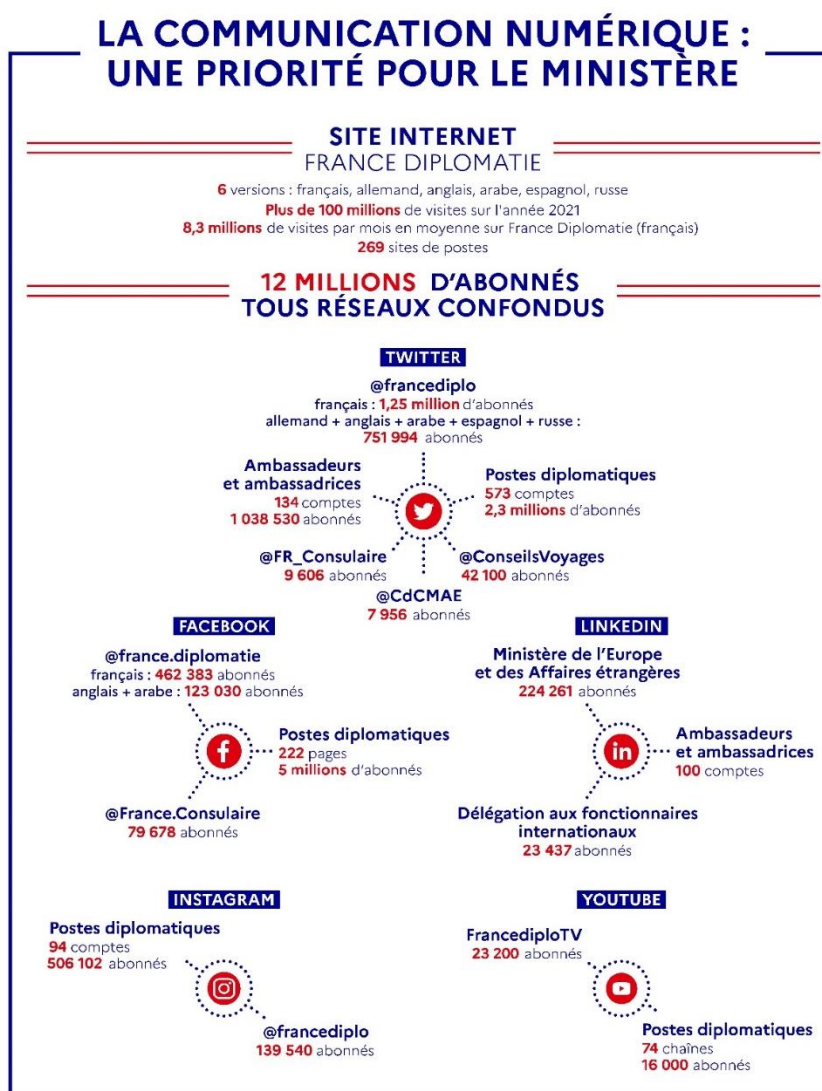 LA COMMUNICATION NUMÉRIQUE :
UNE PRIORITÉ POUR LE MINISTÈRE
SITE INTERNET
FRANCE DIPLOMATIE
6 versions : français, allemand, anglais, arabe, espagnol, russe
Plus de 100 millions de visites sur l'année 2021
8,3 millions de visites par mois en moyenne sur France Diplomatie (français)
269 sites de postes
12 MILLIONS D'ABONNÉS
TOUS RÉSEAUX CONFONDUS
TWITTER
@francediplo
français : 1,25 million d'abonnés
allemand + anglais + arabe + espagnol + russe :
751 994 abonnés
Ambassadeurs
et ambassadrices
134 comptes
1 038 530 abonnés
Postes diplomatiques
573 comptes
2,3 millions d'abonnés
@FR_Consulaire
9 606 abonnés
@ConseilsVoyages
42 100 abonnés
@CdCMAE
7 956 abonnés
FACEBOOK
@france.diplomatie
français : 462 383 abonnés
anglais + arabe : 123 030 abonnés
Postes diplomatiques
222 pages
5 millions d'abonnés
@France.Consulaire
79 678 abonnés
LINKEDIN
Ministère de l'Europe
et des Affaires étrangères
224 261 abonnés
Ambassadeurs
et ambassadrices
100 comptes
Délégation aux fonctionnaires
internationaux
23 437 abonnés
INSTAGRAM
Postes diplomatiques
94 comptes
506 102 abonnés
@francediplo
139 540 abonnés
YOUTUBE
FrancediploTV
23 200 abonnés
Postes diplomatiques
74 chaînes
16 000 abonnés